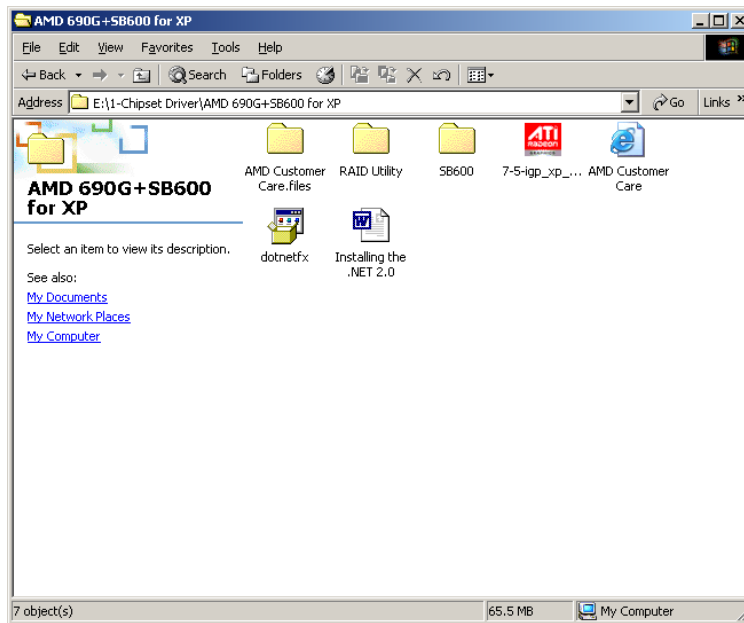 AMD 690G+SB600 for XP
File Edit View Favorites Tools Help
Back Search Folders
Address E:\1-Chipset Driver\AMD 690G+SB600 for XP Go Links »
AMD 690G+SB600
for XP
Select an item to view its description.
See also:
My Documents
My Network Places
My Computer
AMD Customer
Care.files
RAID Utility
SB600
ATI
RADEON
GRAPHICS
7-5-igp_xp_...
AMD Customer
Care
dotnetfx
Installing the
.NET 2.0
7 object(s) 65.5 MB My Computer